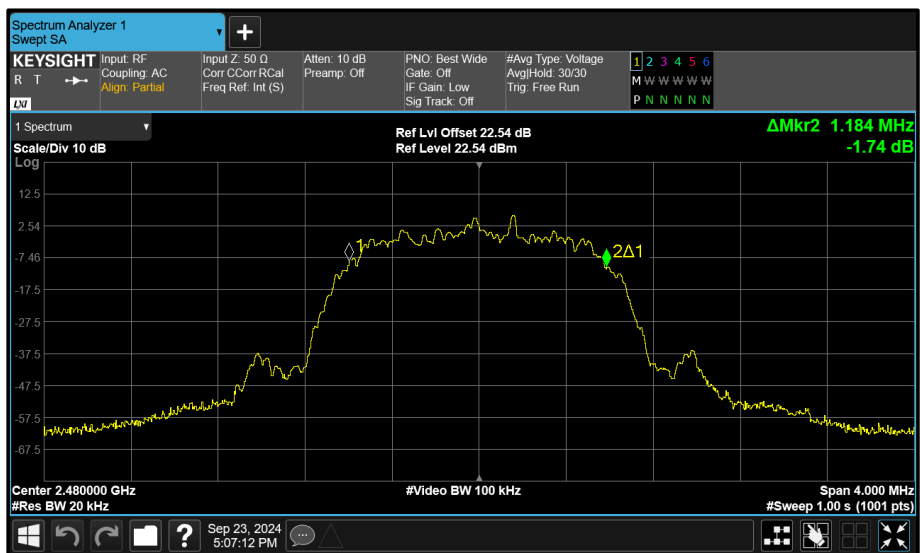 Spectrum Analyzer 1
Swept SA
+
KEYSIGHT
R T
LXI
Input: RF
Coupling: AC
Align: Partial
Input Z: 50 Ω
Corr CCorr RCal
Freq Ref: Int (S)
Atten: 10 dB
Preamp: Off
PNO: Best Wide
Gate: Off
IF Gain: Low
Sig Track: Off
#Avg Type: Voltage
Avg|Hold: 30/30
Trig: Free Run
1 2 3 4 5 6
M W W W W W
P N N N N N
1 Spectrum
Scale/Div 10 dB
Ref Lvl Offset 22.54 dB
Ref Level 22.54 dBm
ΔMkr2 1.184 MHz
-1.74 dB
Log
12.5
2.54
-7.46
-17.5
-27.5
-37.5
-47.5
-57.5
-67.5
1
2Δ1
Center 2.480000 GHz
#Res BW 20 kHz
#Video BW 100 kHz
Span 4.000 MHz
#Sweep 1.00 s (1001 pts)
?
Sep 23, 2024
5:07:12 PM